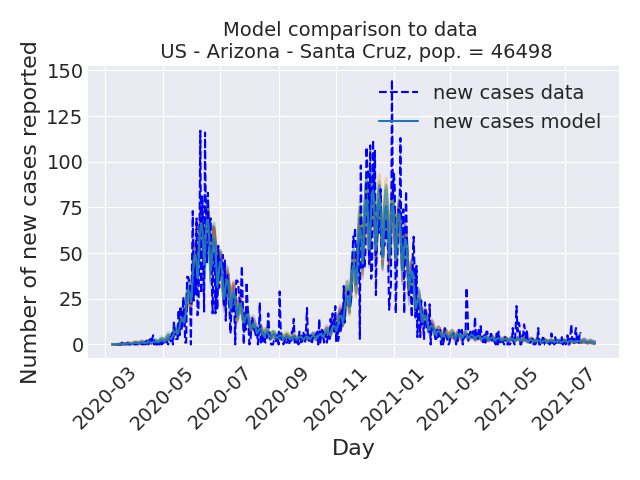 Model comparison to data
US - Arizona - Santa Cruz, pop. = 46498
Number of new cases reported
150
125
100
75
50
25
0
new cases data
new cases model
2020-03
2020-05
2020-07
2020-09
2020-11
2021-01
2021-03
2021-05
2021-07
Day